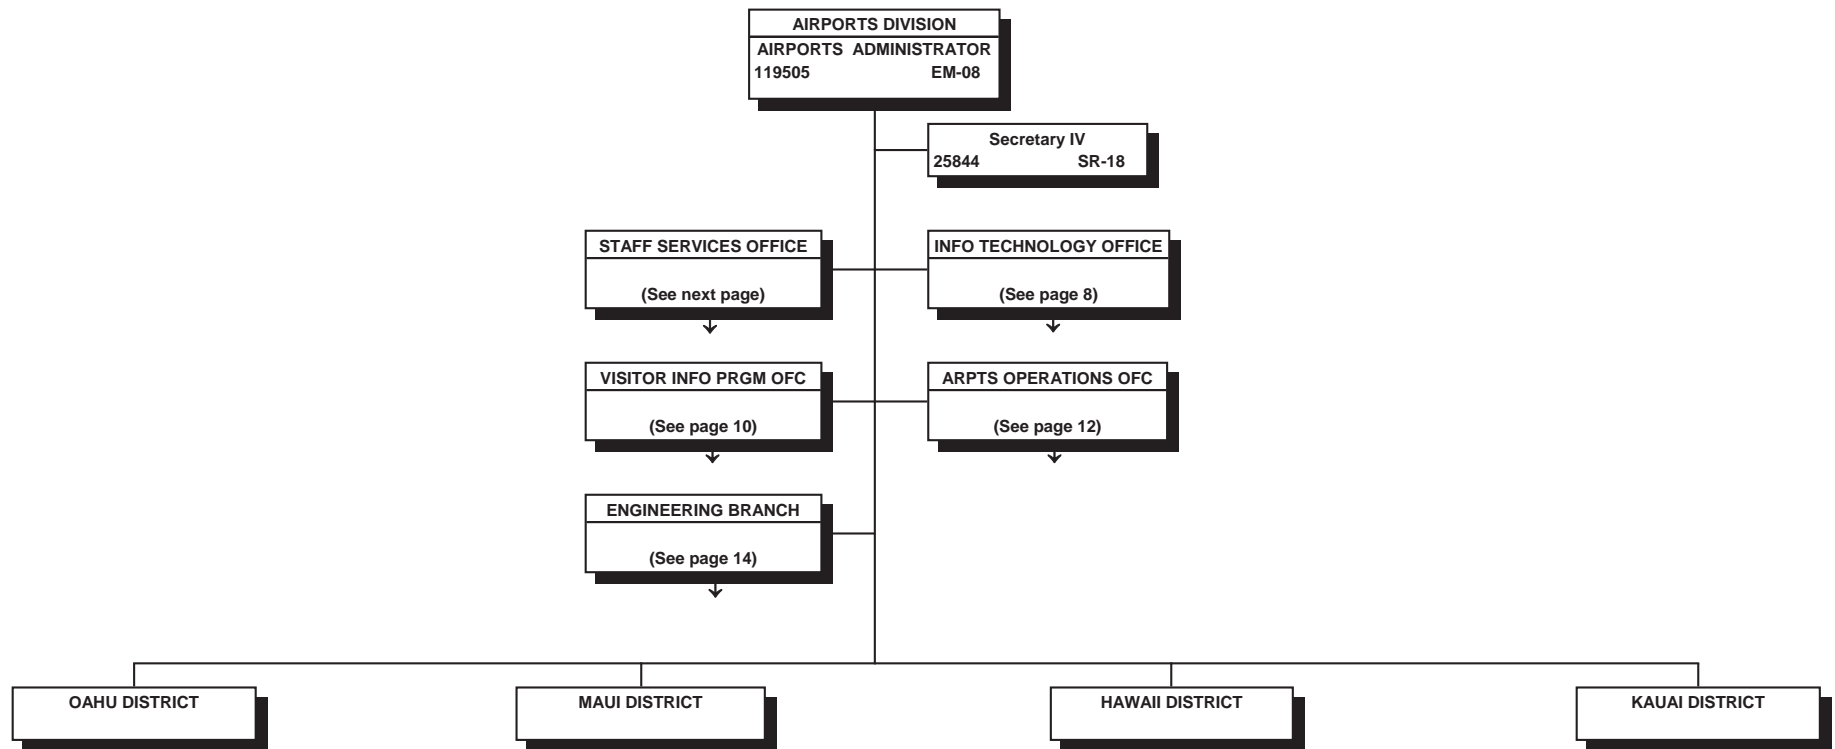 AIRPORTS DIVISION
AIRPORTS ADMINISTRATOR
119505 EM-08
Secretary IV
25844 SR-18
STAFF SERVICES OFFICE
(See next page)
INFO TECHNOLOGY OFFICE
(See page 8)
VISITOR INFO PRGM OFC
(See page 10)
ARPTS OPERATIONS OFC
(See page 12)
ENGINEERING BRANCH
(See page 14)
OAHU DISTRICT
MAUI DISTRICT
HAWAII DISTRICT
KAUAI DISTRICT